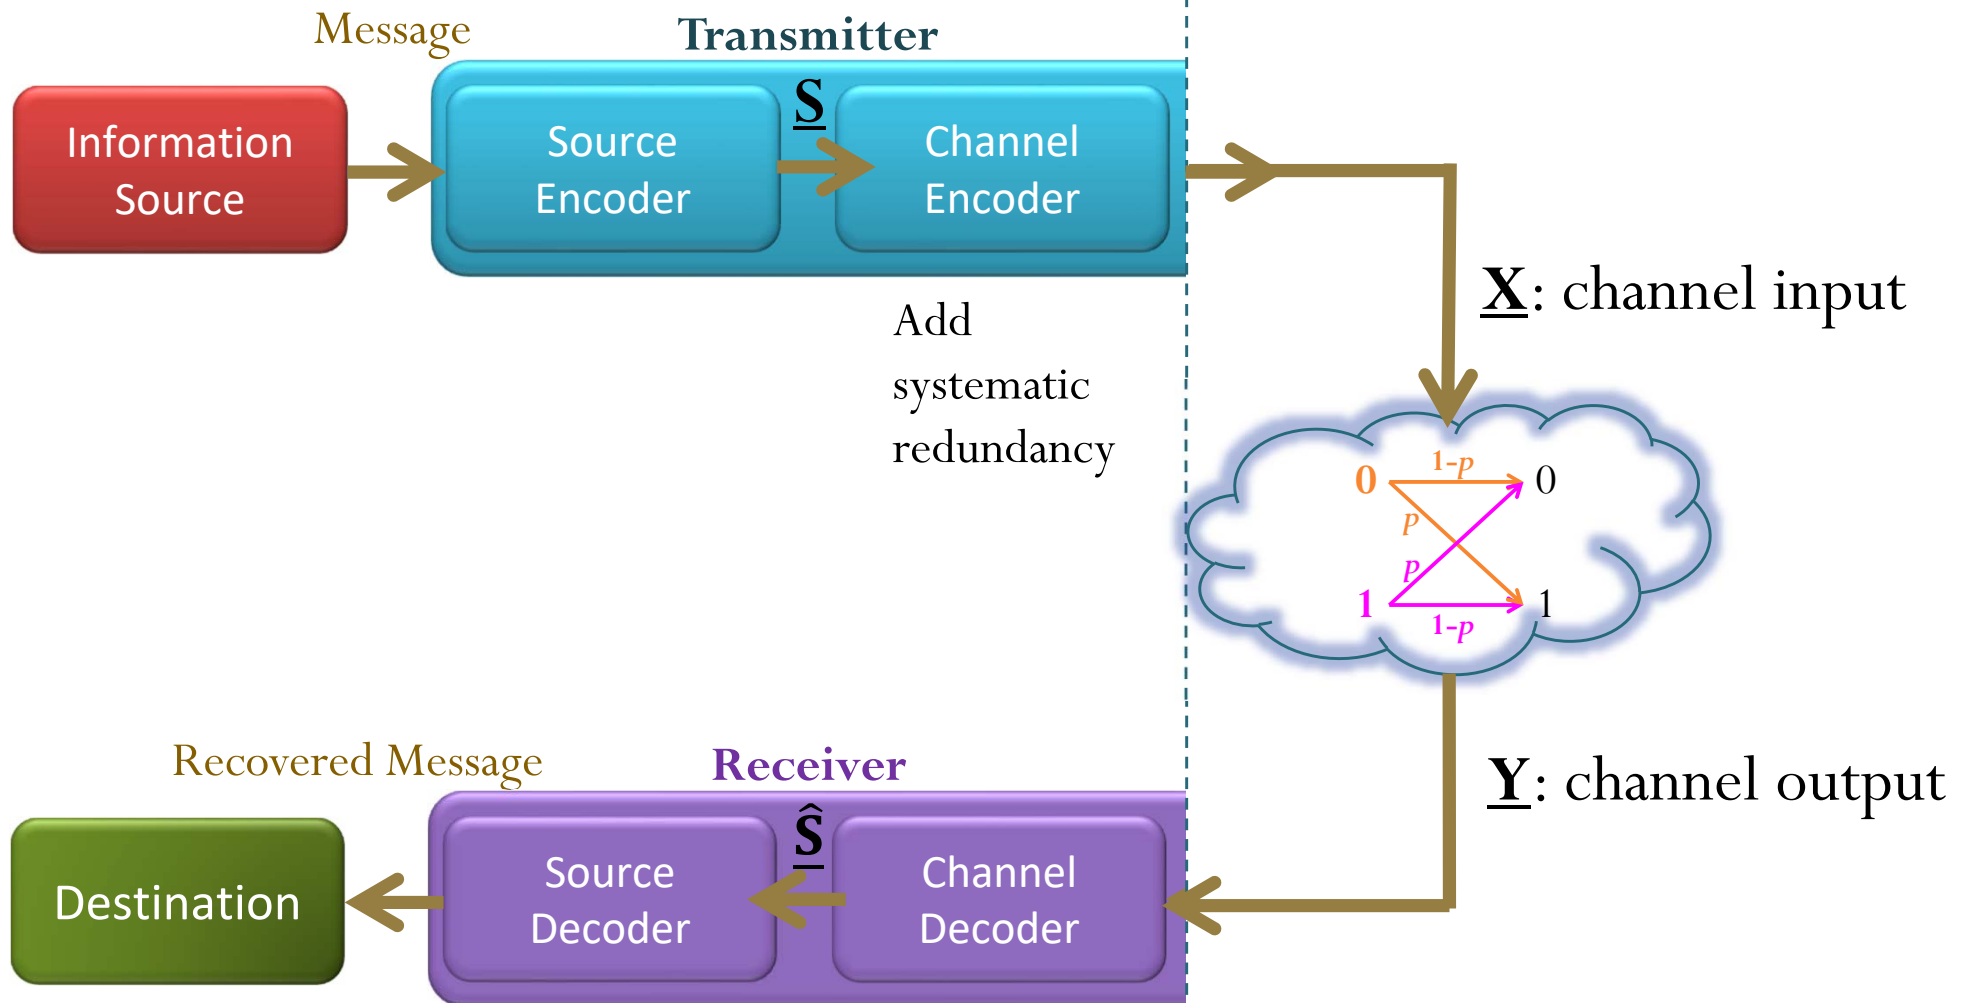 Message
Transmitter
Information
Source
Source
Encoder
S
Channel
Encoder
Add
systematic
redundancy
X: channel input
0
1-p
0
p
p
1
1-p
1
Y: channel output
Recovered Message
Receiver
Destination
Source
Decoder
Ŝ
Channel
Decoder